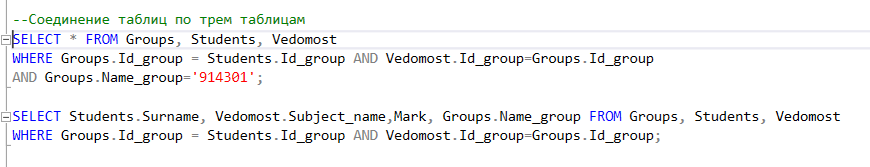 --Соединение таблиц по трем таблицам
SELECT * FROM Groups, Students, Vedomost
WHERE Groups.Id_group = Students.Id_group AND Vedomost.Id_group=Groups.Id_group
AND Groups.Name_group='914301';
SELECT Students.Surname, Vedomost.Subject_name,Mark, Groups.Name_group FROM Groups, Students, Vedomost
WHERE Groups.Id_group = Students.Id_group AND Vedomost.Id_group=Groups.Id_group;